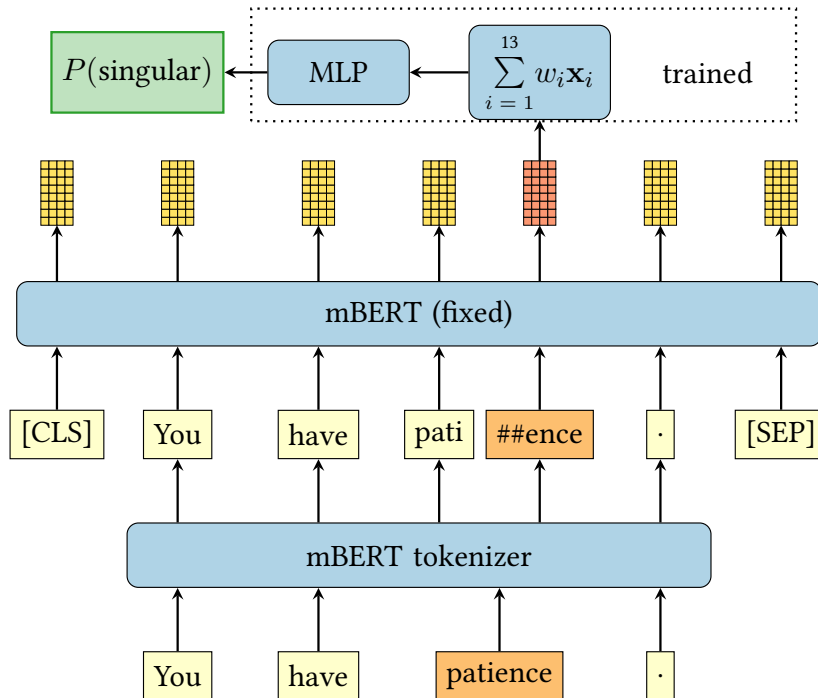 P(singular) MLP 13 ∑ i = 1 wᵢxᵢ trained
mBERT (fixed)
[CLS] You have pati ##ence . [SEP]
mBERT tokenizer
You have patience .